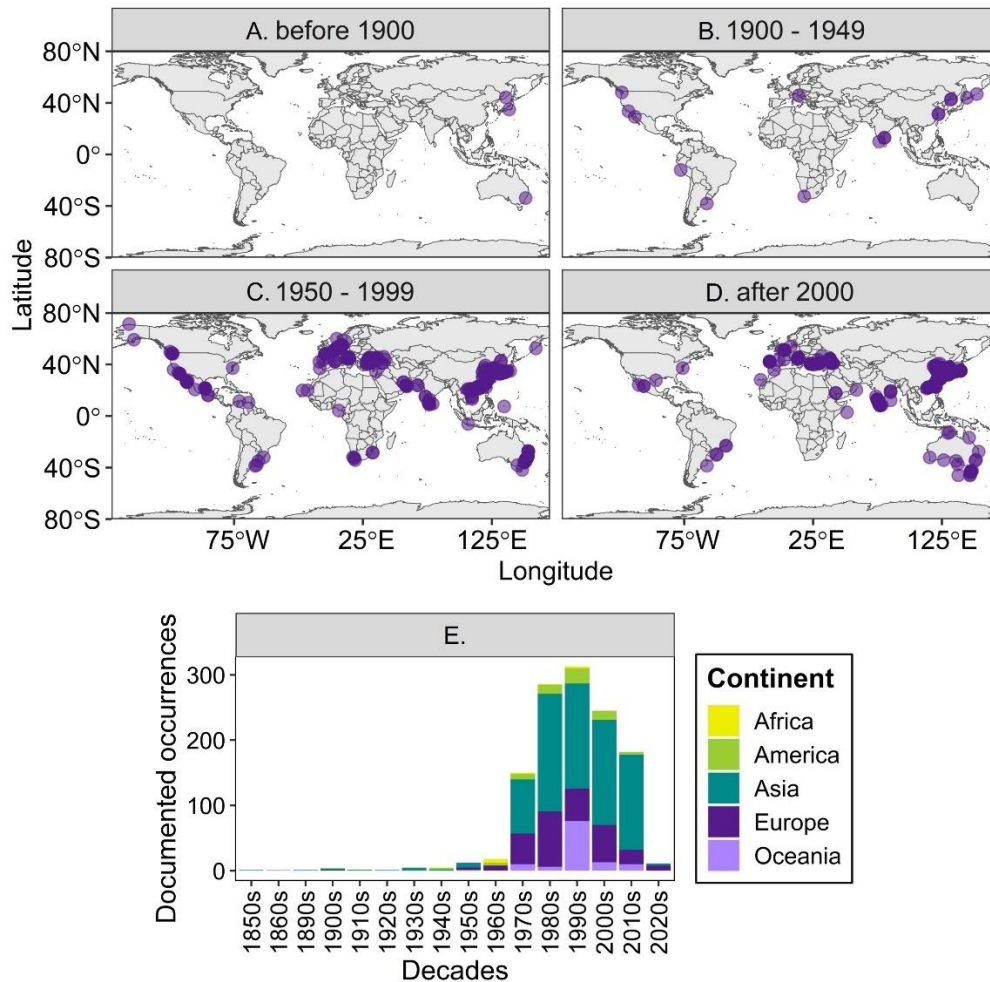 A. before 1900
B. 1900 - 1949
80°N
40°N
0°
40°S
80°S
C. 1950 - 1999
D. after 2000
80°N
40°N
0°
40°S
80°S
Latitude
75°W 25°E 125°E
75°W 25°E 125°E
Longitude
E.
Documented occurrences
300
200
100
0
1850s 1860s 1890s 1900s 1910s 1920s 1930s 1940s 1950s 1960s 1970s 1980s 1990s 2000s 2010s 2020s
Decades
Continent
Africa
America
Asia
Europe
Oceania